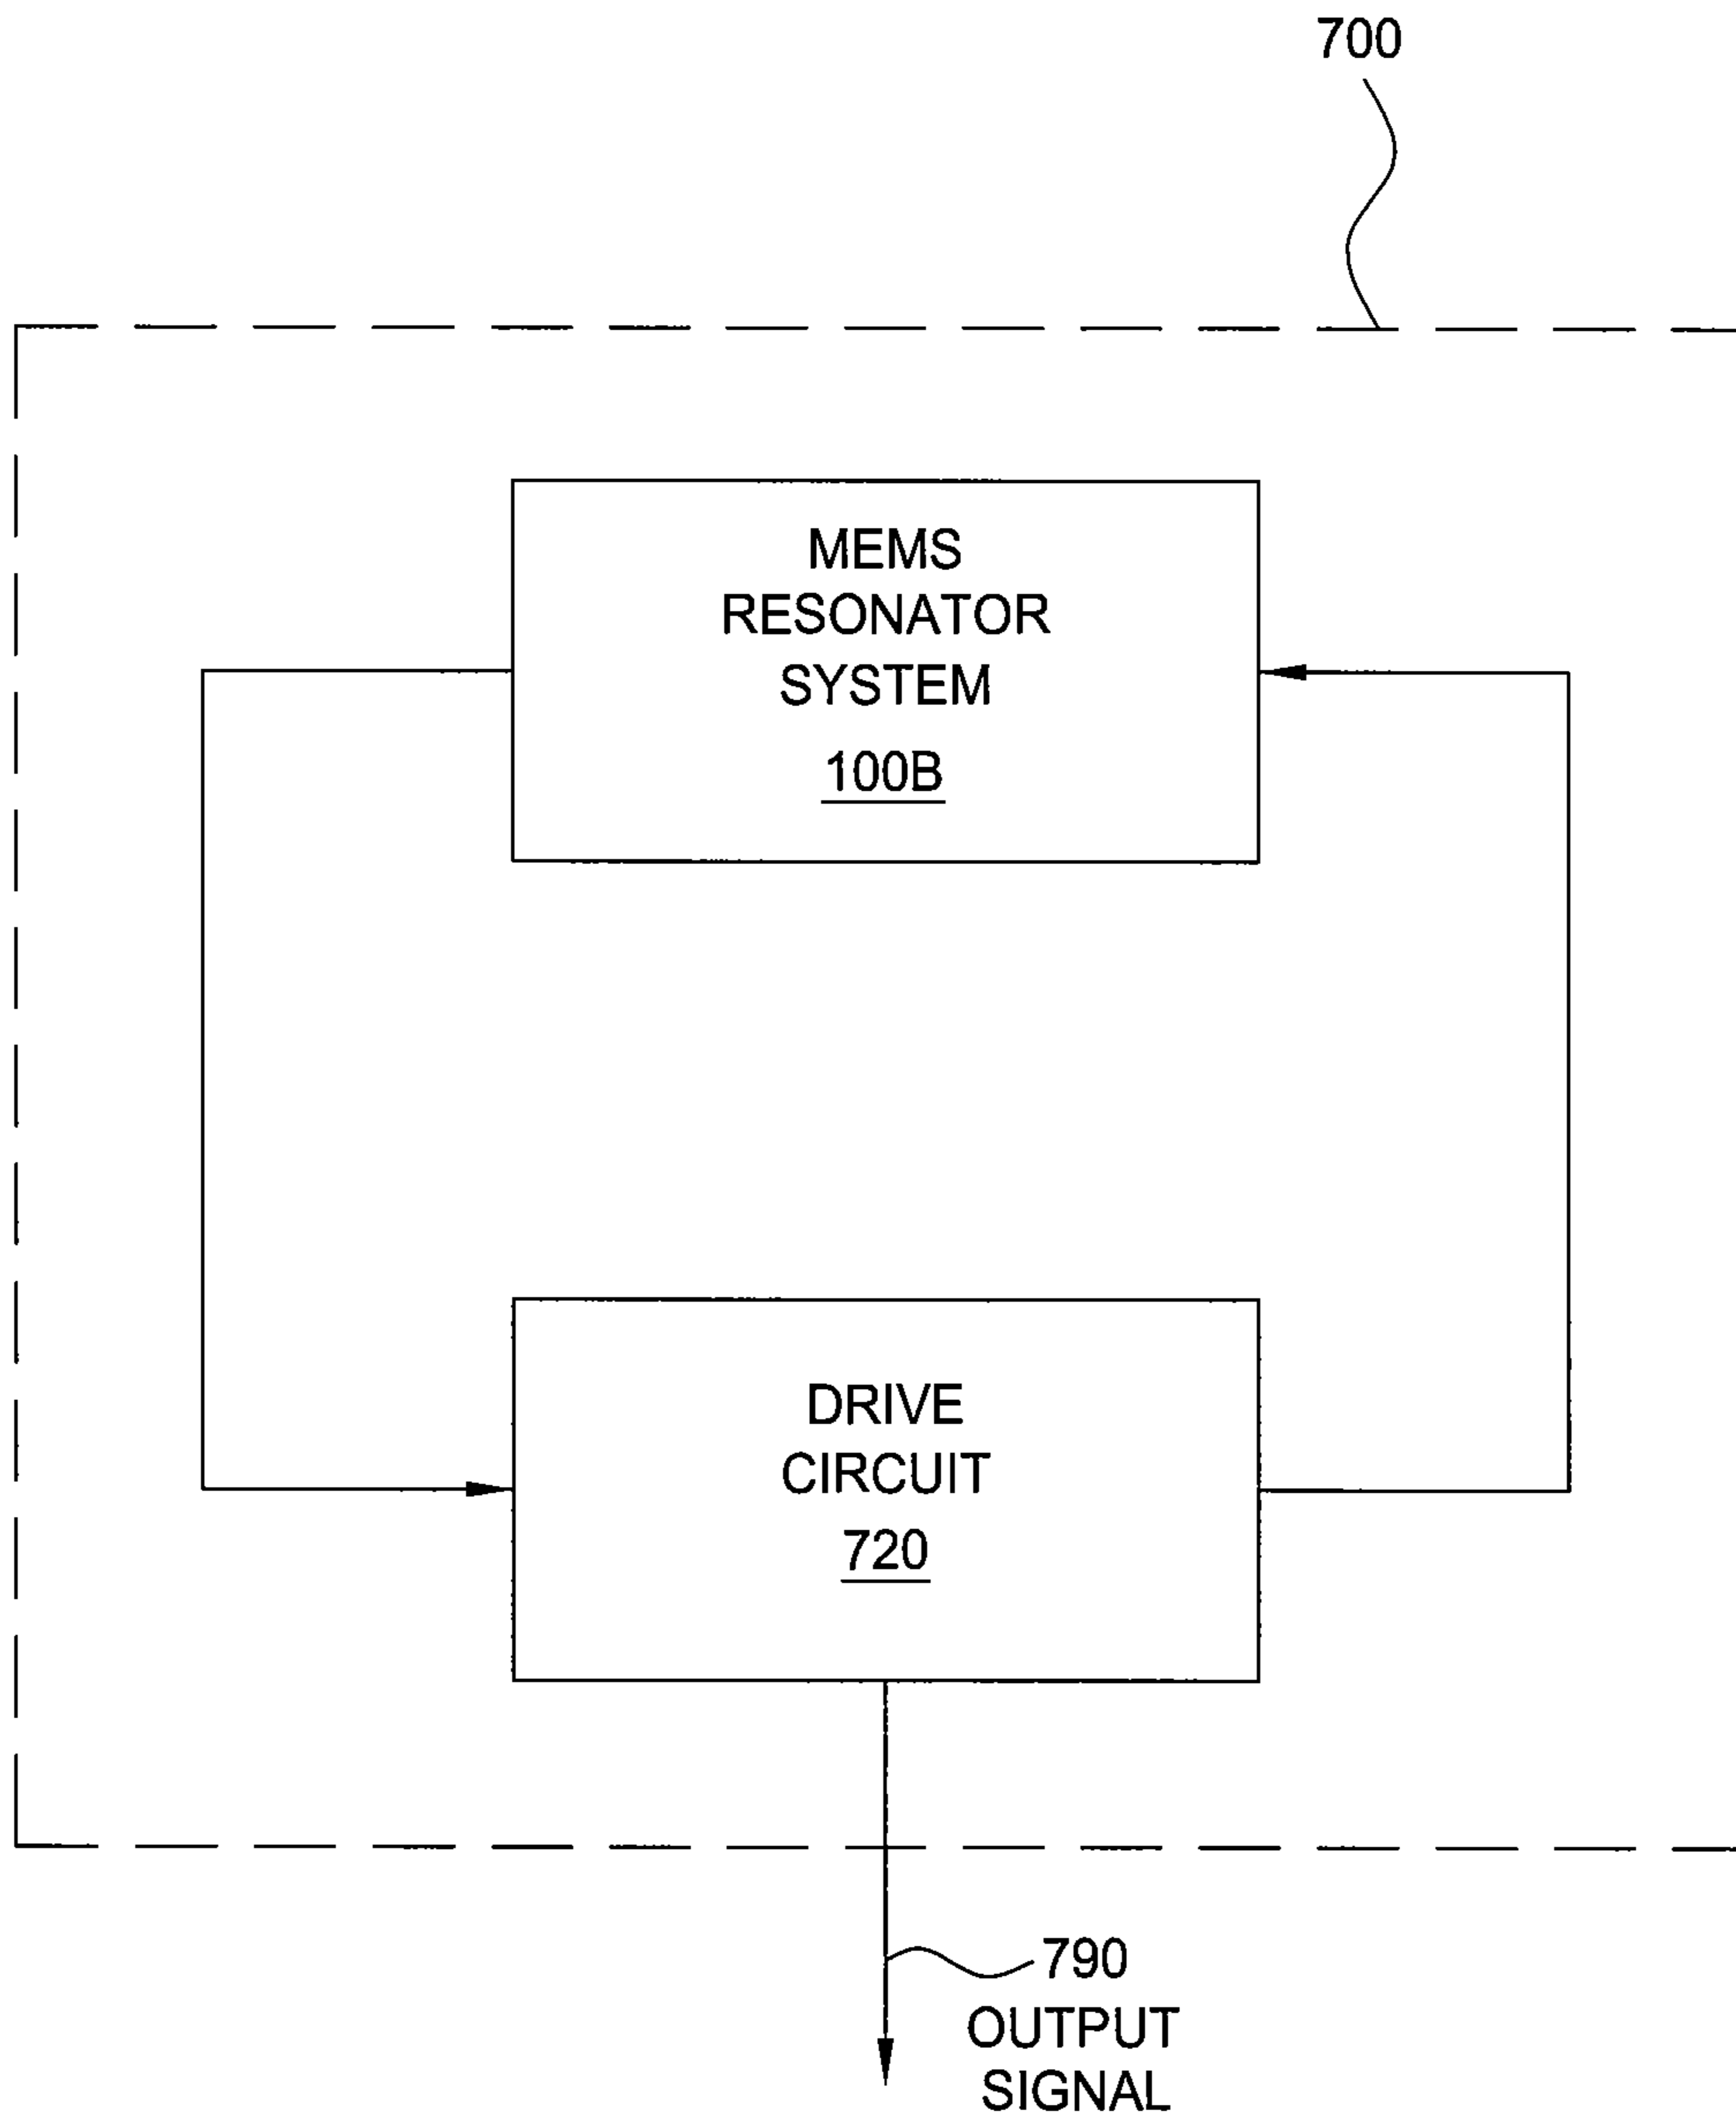 700
MEMS
RESONATOR
SYSTEM
100B
DRIVE
CIRCUIT
720
790
OUTPUT
SIGNAL